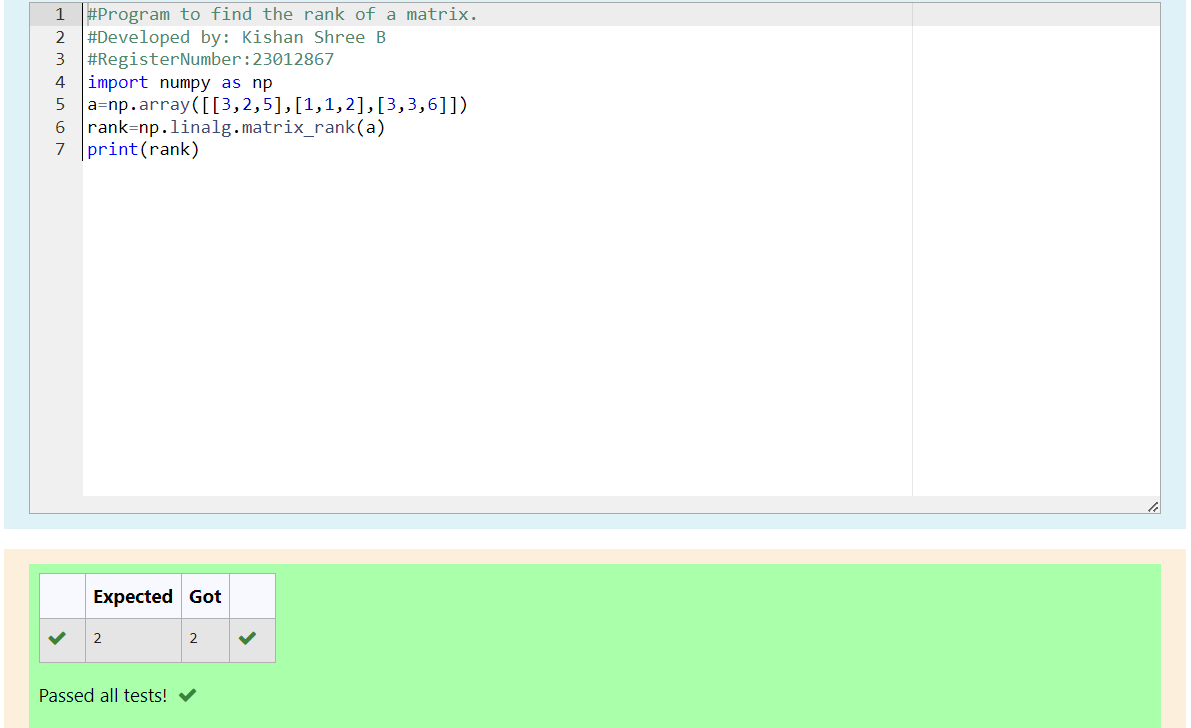 1 #Program to find the rank of a matrix.
2 #Developed by: Kishan Shree B
3 #RegisterNumber:23012867
4 import numpy as np
5 a=np.array([[3,2,5],[1,1,2],[3,3,6]])
6 rank=np.linalg.matrix_rank(a)
7 print(rank)
Expected Got
2 2
Passed all tests!